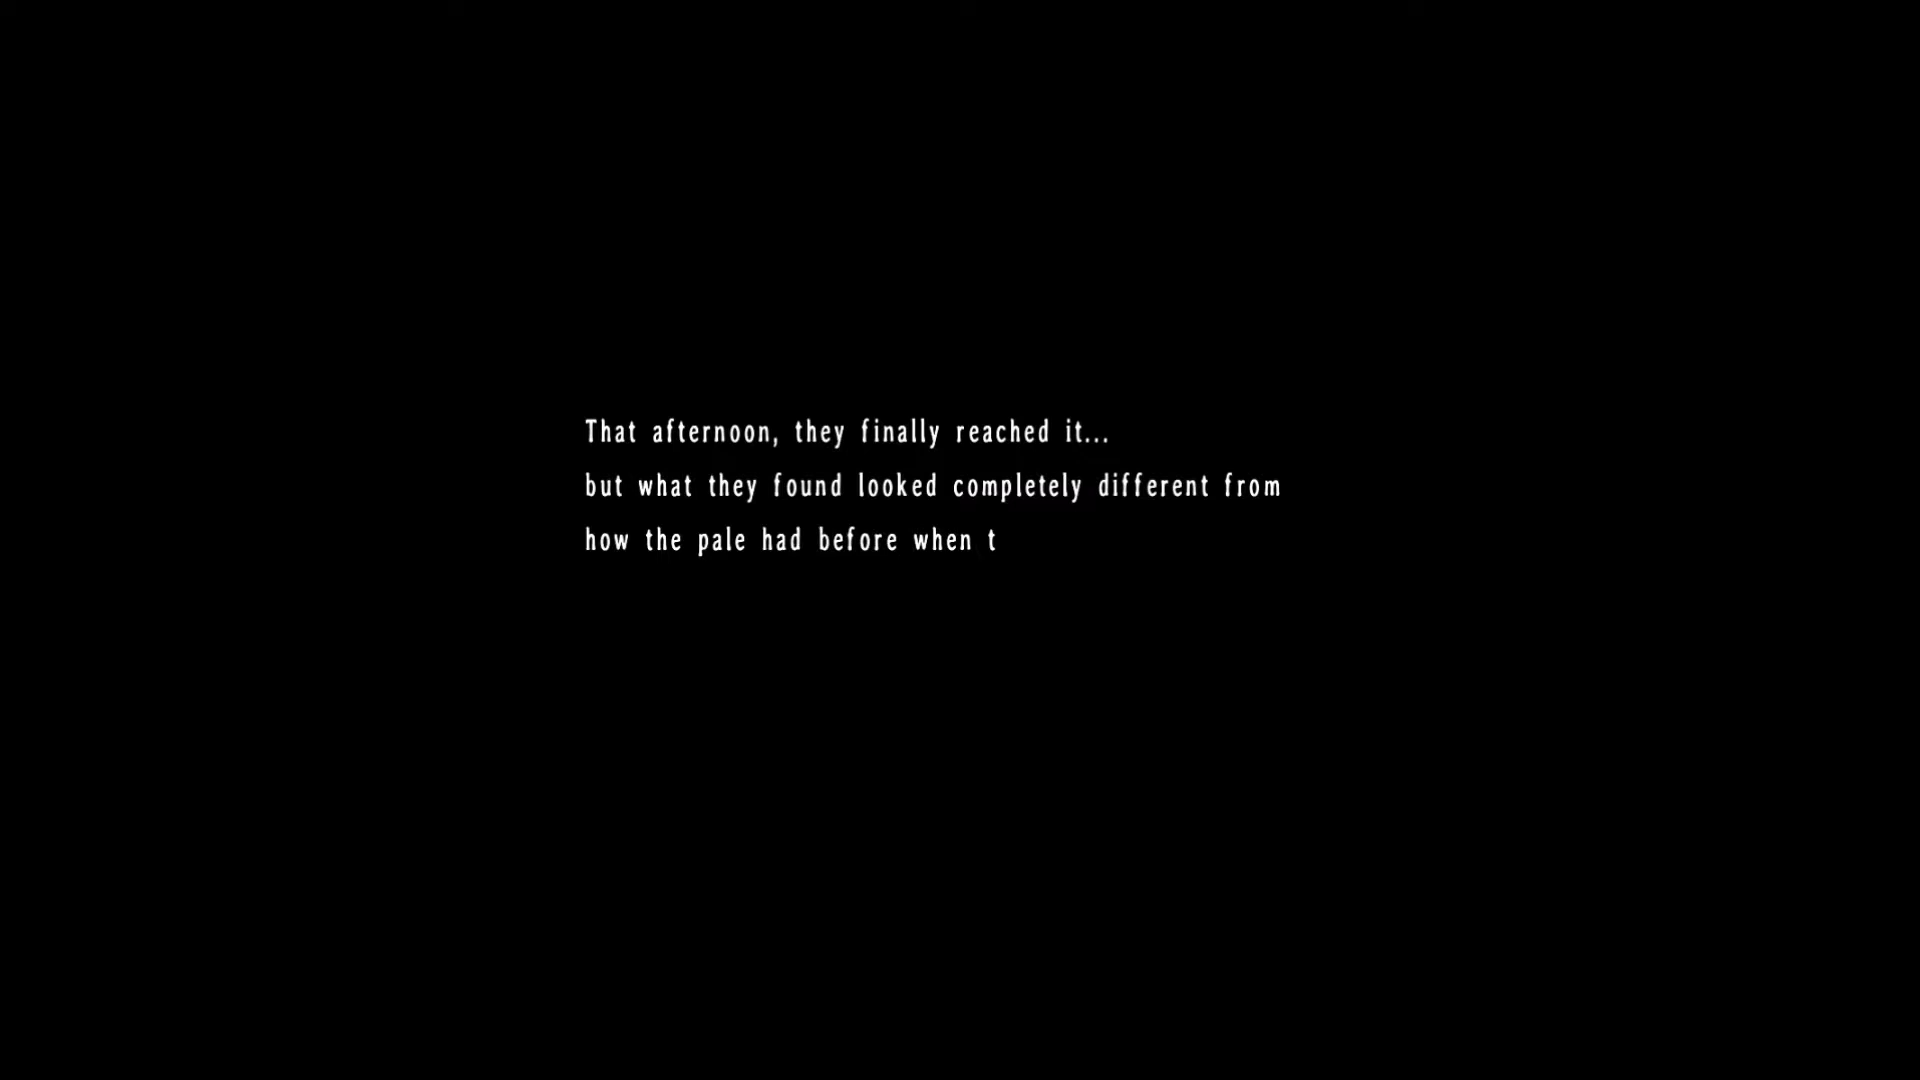 That afternoon, they finally reached it...
but what they found looked completely different from
how the pale had before when t